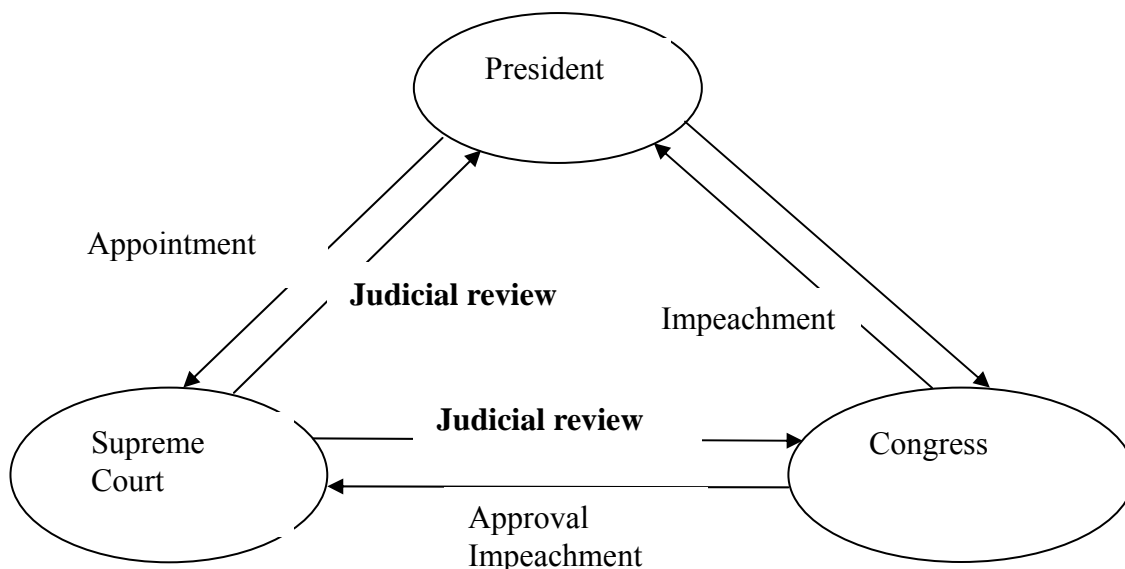 President
Appointment
Judicial review
Impeachment
Judicial review
Supreme
Court
Congress
Approval
Impeachment